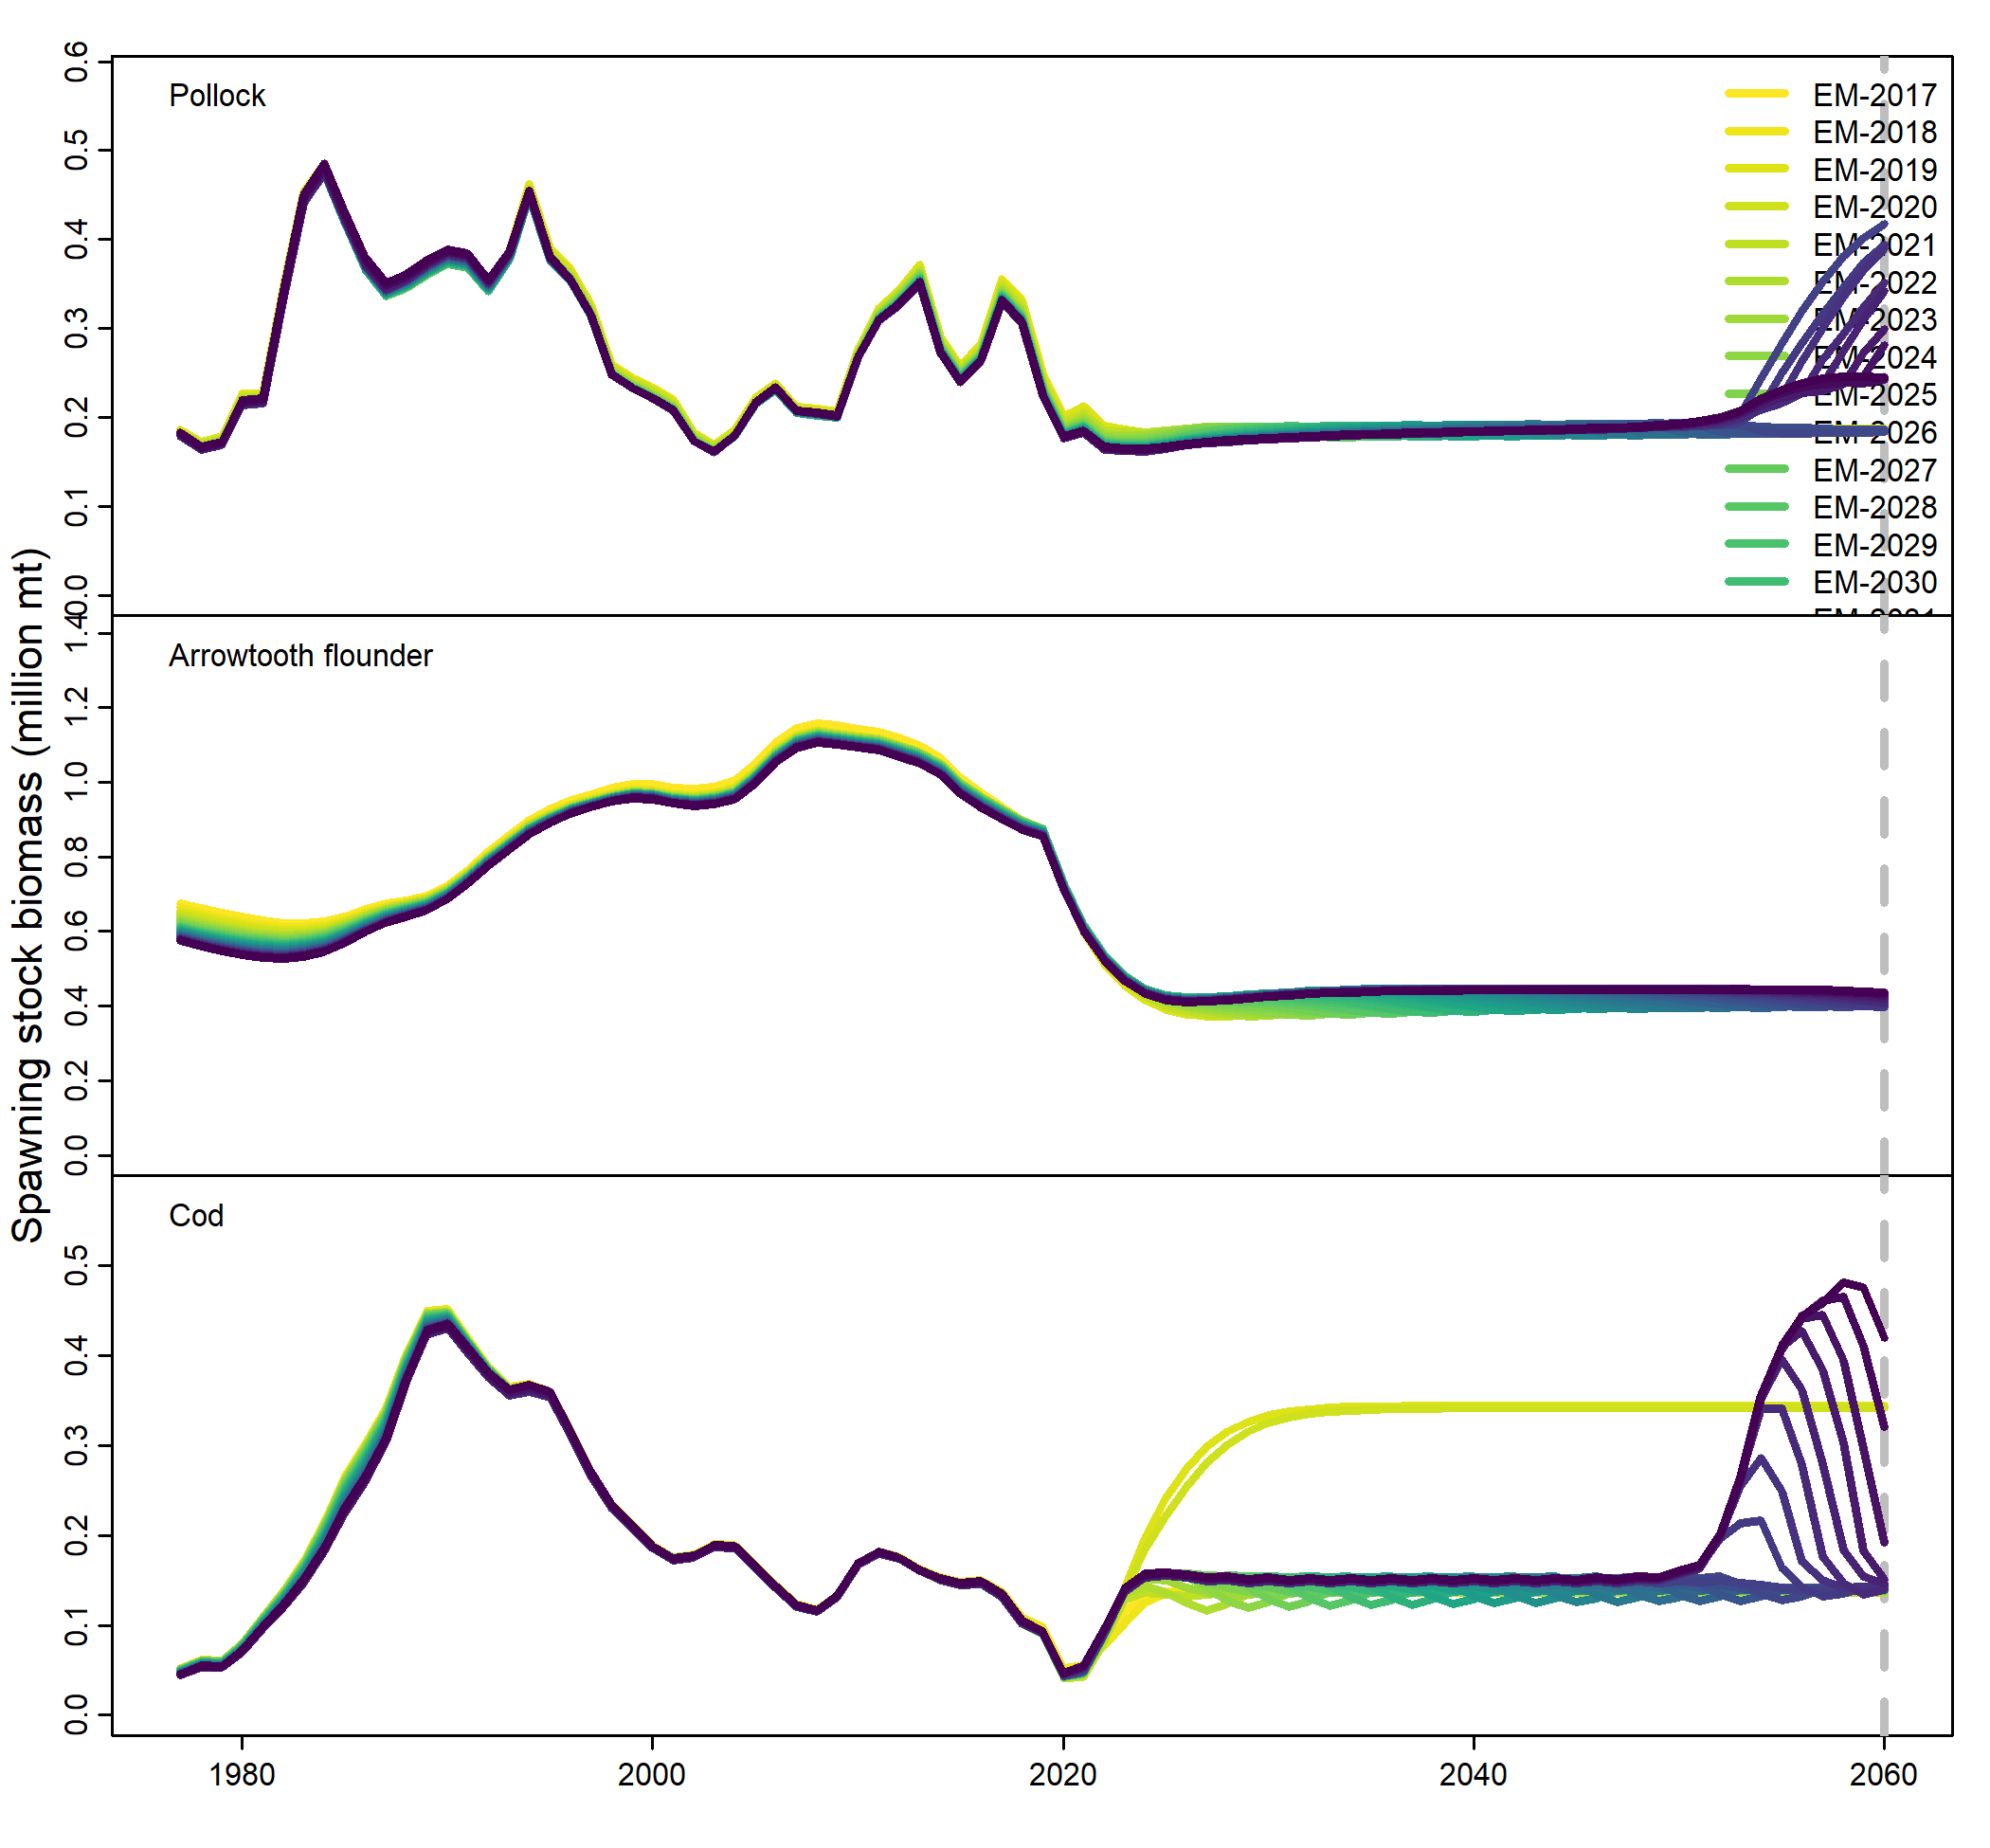 Spawning stock biomass (million mt)
0.6
0.5
0.4
0.3
0.2
0.1
0.0
Pollock
EM-2017
EM-2018
EM-2019
EM-2020
EM-2021
EM-2022
EM-2023
EM-2024
EM-2025
EM-2026
EM-2027
EM-2028
EM-2029
EM-2030
1.4
1.2
1.0
0.8
0.6
0.4
0.2
0.0
Arrowtooth flounder
0.5
0.4
0.3
0.2
0.1
0.0
Cod
1980 2000 2020 2040 2060